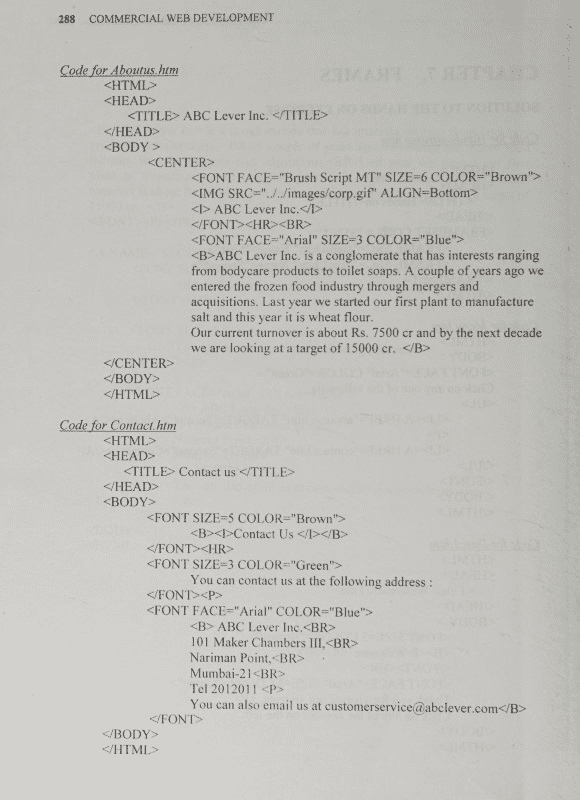 288 COMMERCIAL WEB DEVELOPMENT
Code for Aboutus.htm
<HTML>
<HEAD>
<TITLE> ABC Lever Inc. </TITLE>
</HEAD>
<BODY >
<CENTER>
<FONT FACE="Brush Script MT" SIZE=6 COLOR="Brown">
<IMG SRC="../../images/corp.gif" ALIGN=Bottom>
<I> ABC Lever Inc.</I>
</FONT><HR><BR>
<FONT FACE="Arial" SIZE=3 COLOR="Blue">
<B>ABC Lever Inc. is a conglomerate that has interests ranging
from bodycare products to toilet soaps. A couple of years ago we
entered the frozen food industry through mergers and
acquisitions. Last year we started our first plant to manufacture
salt and this year it is wheat flour.
Our current turnover is about Rs. 7500 cr and by the next decade
we are looking at a target of 15000 cr. </B>
</CENTER>
</BODY>
</HTML>
Code for Contact.htm
<HTML>
<HEAD>
<TITLE> Contact us </TITLE>
</HEAD>
<BODY>
<FONT SIZE=5 COLOR="Brown">
<B><I>Contact Us </I></B>
</FONT><HR>
<FONT SIZE=3 COLOR="Green">
You can contact us at the following address :
</FONT><P>
<FONT FACE="Arial" COLOR="Blue">
<B> ABC Lever Inc.<BR>
101 Maker Chambers III,<BR>
Nariman Point,<BR>
Mumbai-21<BR>
Tel 2012011 <P>
You can also email us at customerservice@abclever.com</B>
</FONT>
</BODY>
</HTML>